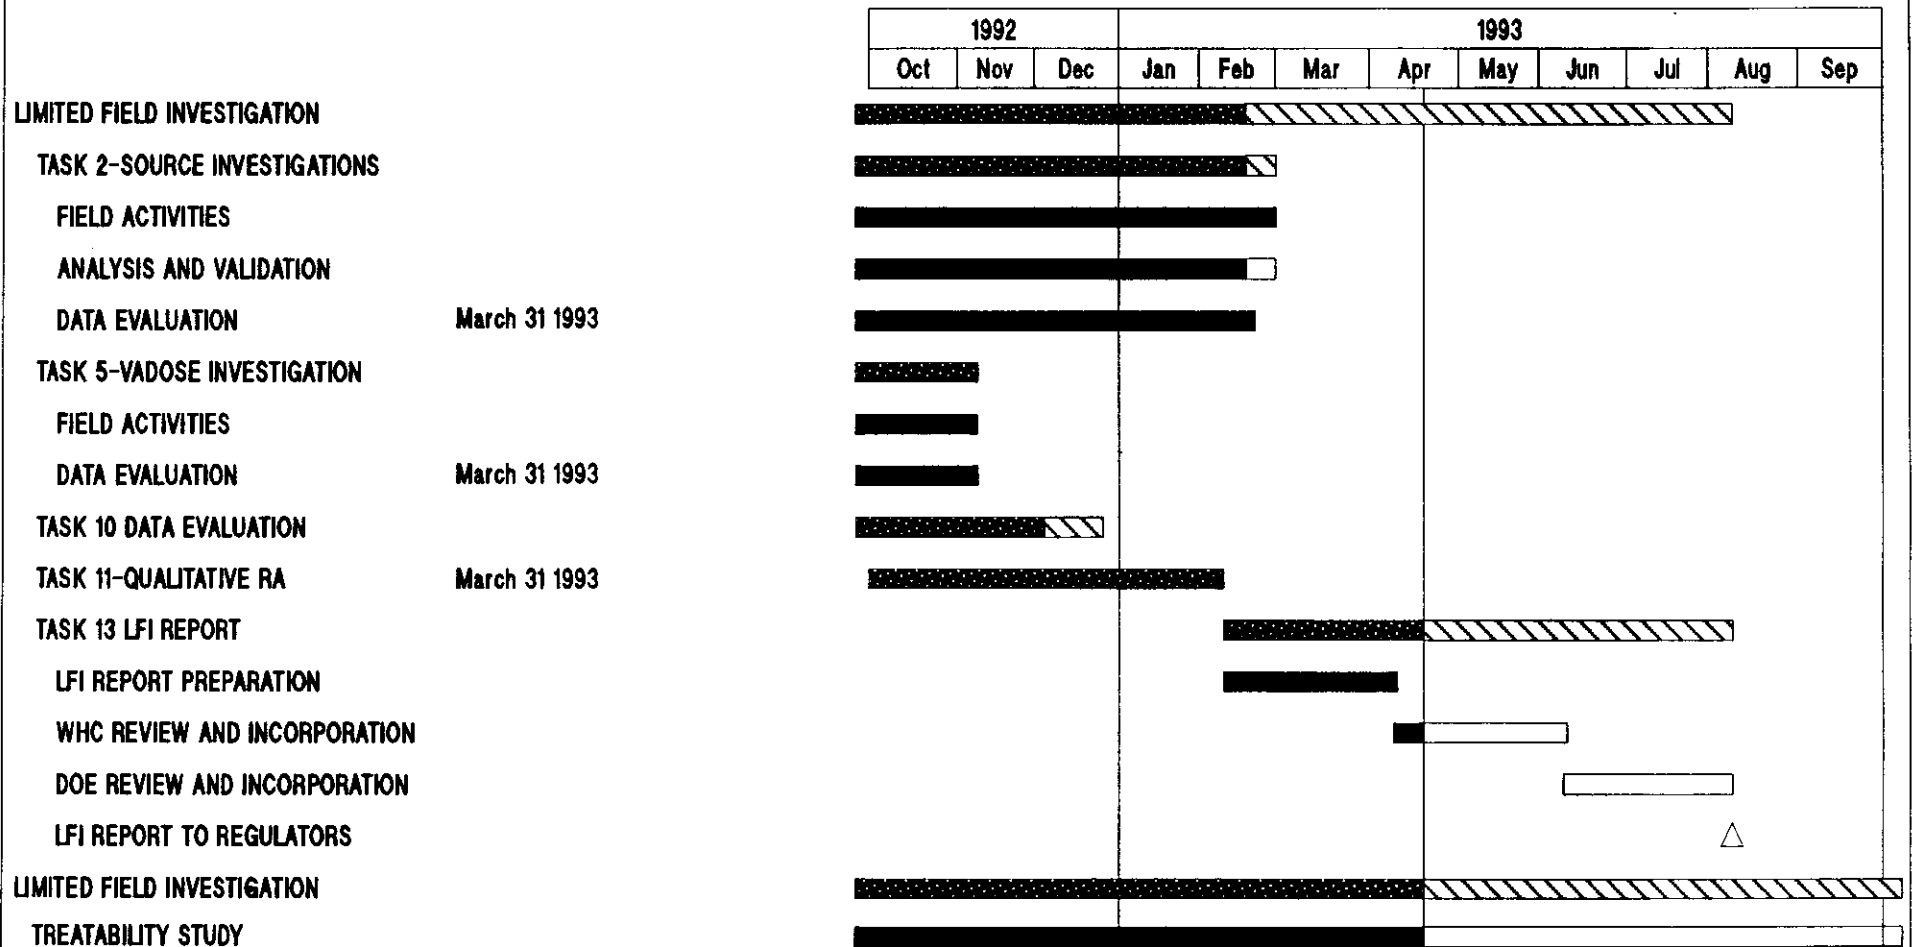 1992 1993
Oct Nov Dec Jan Feb Mar Apr May Jun Jul Aug Sep
LIMITED FIELD INVESTIGATION
TASK 2-SOURCE INVESTIGATIONS
FIELD ACTIVITIES
ANALYSIS AND VALIDATION
DATA EVALUATION March 31 1993
TASK 5-VADOSE INVESTIGATION
FIELD ACTIVITIES
DATA EVALUATION March 31 1993
TASK 10 DATA EVALUATION
TASK 11-QUALITATIVE RA March 31 1993
TASK 13 LFI REPORT
LFI REPORT PREPARATION
WHC REVIEW AND INCORPORATION
DOE REVIEW AND INCORPORATION
LFI REPORT TO REGULATORS
LIMITED FIELD INVESTIGATION
TREATABILITY STUDY